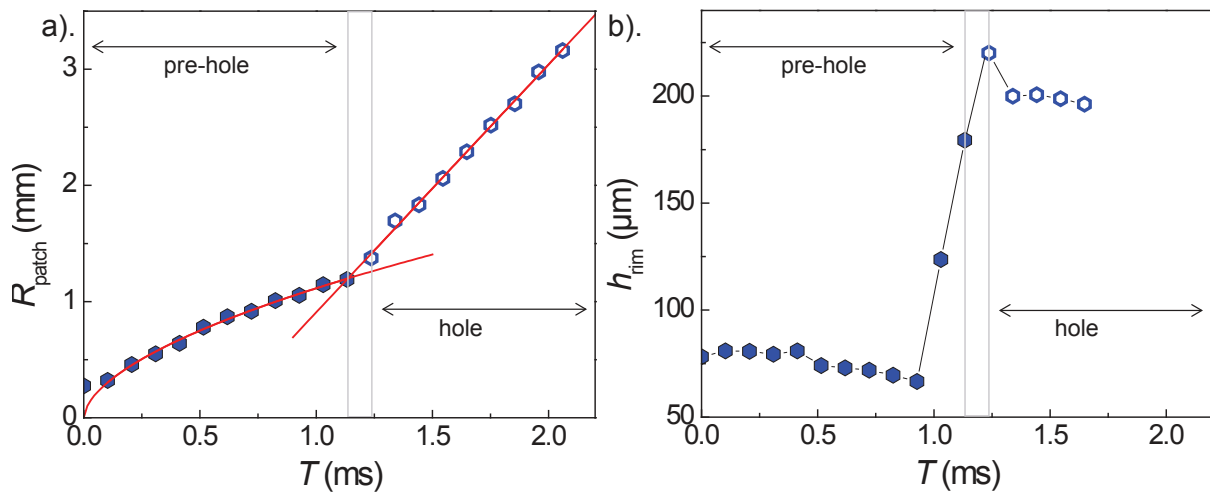 a).
pre-hole
hole
3
2
1
0
0.0 0.5 1.0 1.5 2.0
R_patch (mm)
T (ms)
b).
pre-hole
hole
200
150
100
50
0.0 0.5 1.0 1.5 2.0
h_rim (μm)
T (ms)